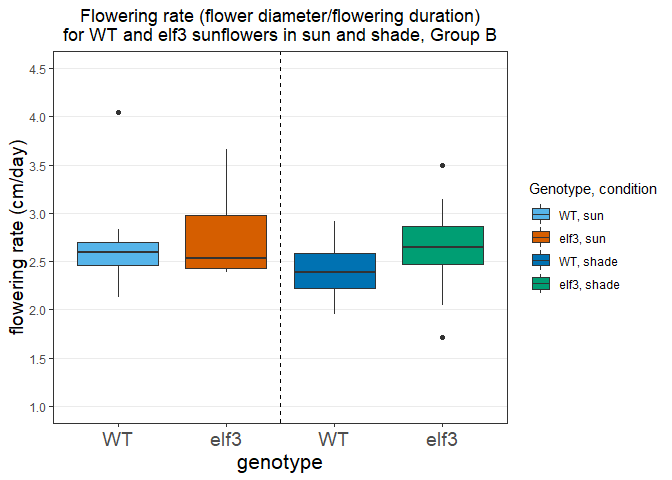 Flowering rate (flower diameter/flowering duration)
for WT and elf3 sunflowers in sun and shade, Group B
flowering rate (cm/day)
4.5
4.0
3.5
3.0
2.5
2.0
1.5
1.0
WT
elf3
WT
elf3
genotype
Genotype, condition
WT, sun
elf3, sun
WT, shade
elf3, shade